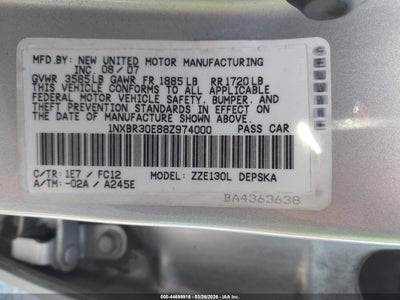 MFD.BY: NEW UNITED MOTOR MANUFACTURING
INC. 08/07
GVWR 3585LB GAWR FR 1885LB RR1720LB
THIS VEHICLE CONFORMS TO ALL APPLICABLE
FEDERAL MOTOR VEHICLE SAFETY, BUMPER, AND
THEFT PREVENTION STANDARDS IN EFFECT ON
THE DATE OF MANUFACTURE SHOWN ABOVE.
1NXBR30E88Z974000 PASS CAR
C/TR: 1E7 / FC12 MODEL: ZZE130L DEPSKA
A/TM: -02A / A245E
BA4363638
000-44699916 - 03/28/2026 - IAA